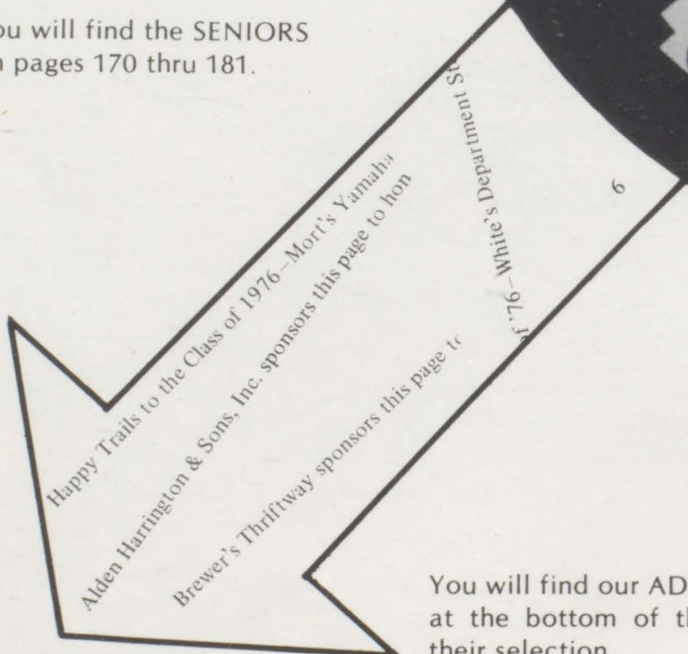 ou will find the SENIORS
n pages 170 thru 181.
Happy Trails to the Class of 1976—Mort's Yamaha
Alden Harrington & Sons, Inc. sponsors this page to hon
Brewer's Thriftway sponsors this page to
of '76—White's Department St
6
You will find our AD
at the bottom of th
their selection